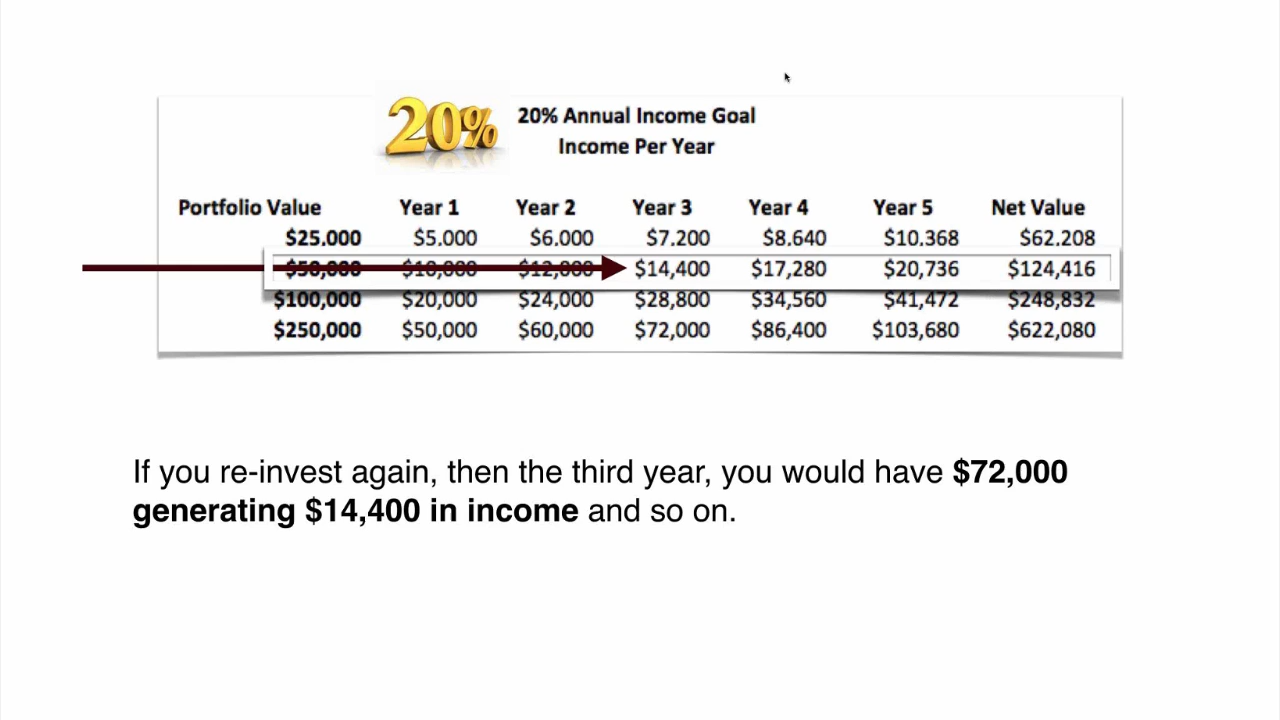 20%
20% Annual Income Goal
Income Per Year
Portfolio Value Year 1 Year 2 Year 3 Year 4 Year 5 Net Value
$25,000 $5,000 $6,000 $7,200 $8,640 $10,368 $62,208
$50,000 $10,000 $12,000 $14,400 $17,280 $20,736 $124,416
$100,000 $20,000 $24,000 $28,800 $34,560 $41,472 $248,832
$250,000 $50,000 $60,000 $72,000 $86,400 $103,680 $622,080
If you re-invest again, then the third year, you would have $72,000
generating $14,400 in income and so on.